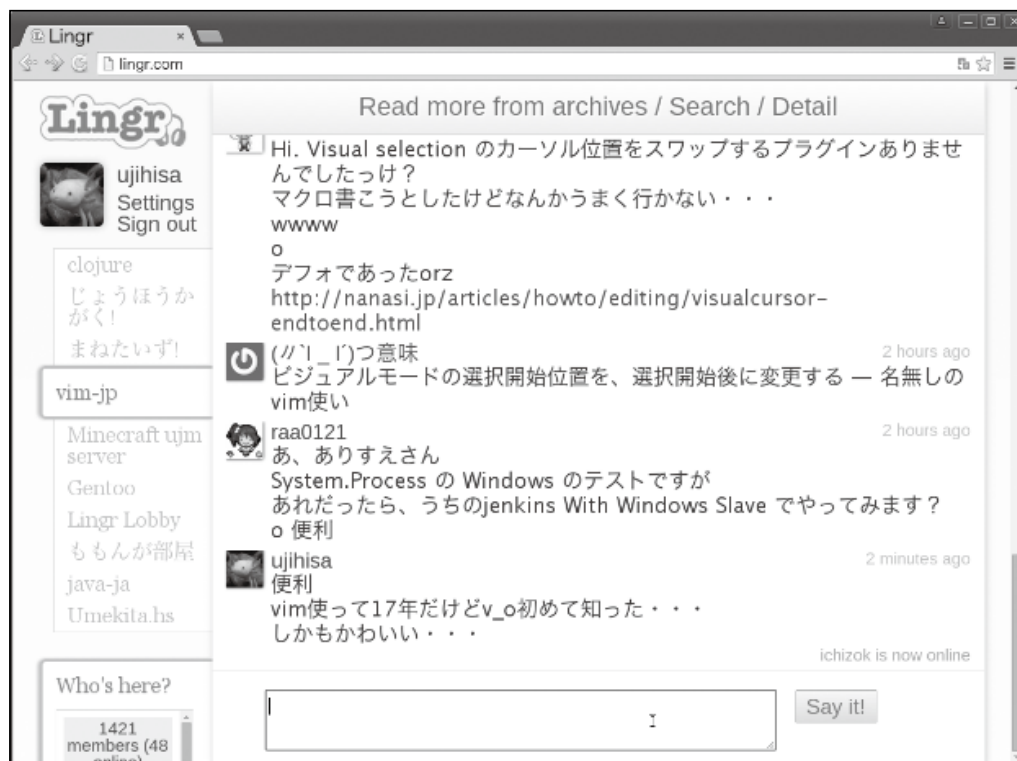 Lingr
lingr.com
Lingr
ujihisa
Settings
Sign out
clojure
じょうほうか
がく!
まねたいず!
vim-jp
Minecraft ujm
server
Gentoo
Lingr Lobby
ももんが部屋
java-ja
Umekita.hs
Who's here?
1421
members (48
online)
Read more from archives / Search / Detail
Hi. Visual selection のカーソル位置をスワップするプラグインありませ
んでしたっけ？
マクロ書こうとしたけどなんかうまく行かない・・・
wwww
o
デフォであったorz
http://nanasi.jp/articles/howto/editing/visualcursor-
endtoend.html
(〃`l _ l')つ意味
2 hours ago
ビジュアルモードの選択開始位置を、選択開始後に変更する — 名無しの
vim使い
raa0121
2 hours ago
あ、ありすえさん
System.Process の Windows のテストですが
あれだったら、うちのjenkins With Windows Slave でやってみます？
o 便利
ujihisa
2 minutes ago
便利
vim使って17年だけどv_o初めて知った・・・
しかもかわいい・・・
ichizok is now online
Say it!